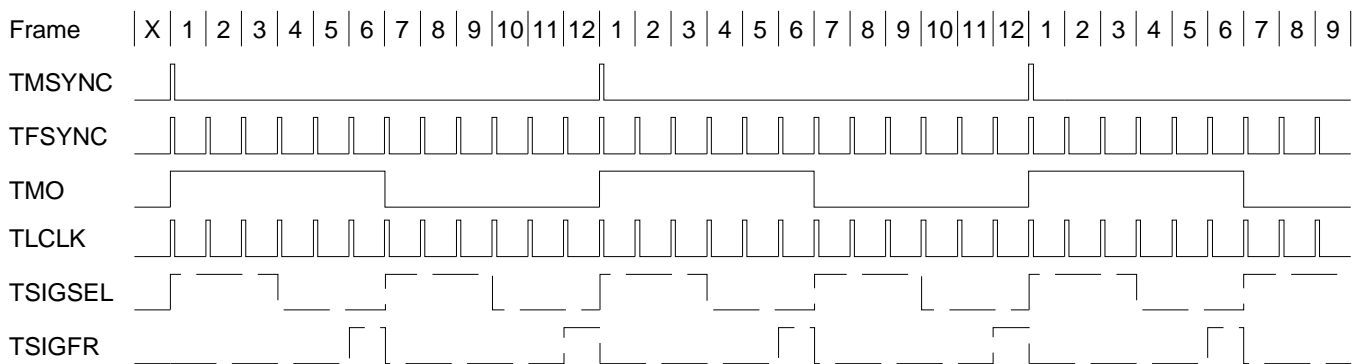 Frame X 1 2 3 4 5 6 7 8 9 10 11 12 1 2 3 4 5 6 7 8 9 10 11 12 1 2 3 4 5 6 7 8 9
TMSYNC
TFSYNC
TMO
TLCLK
TSIGSEL
TSIGFR